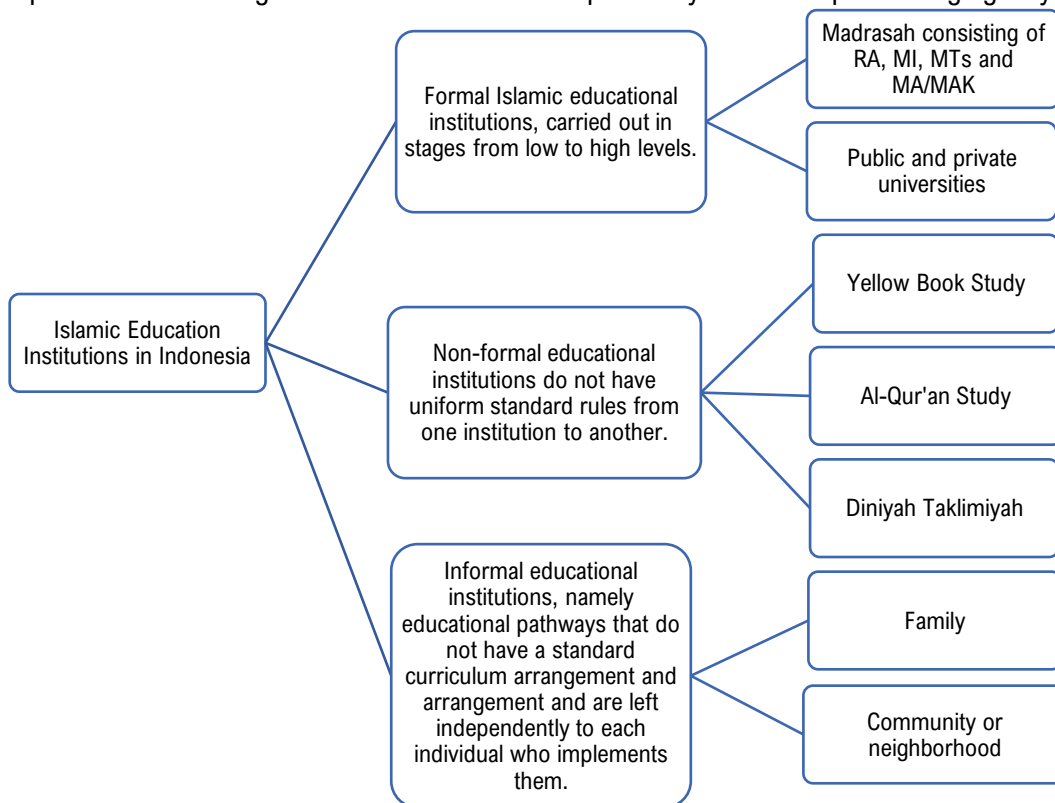 Islamic Education
Institutions in Indonesia
Formal Islamic educational
institutions, carried out in
stages from low to high levels.
Madrasah consisting of
RA, MI, MTs and
MA/MAK
Public and private
universities
Non-formal educational
institutions do not have
uniform standard rules from
one institution to another.
Yellow Book Study
Al-Qur'an Study
Diniyah Taklimiyah
Informal educational
institutions, namely
educational pathways that do
not have a standard
curriculum arrangement and
arrangement and are left
independently to each
individual who implements
them.
Family
Community or
neighborhood